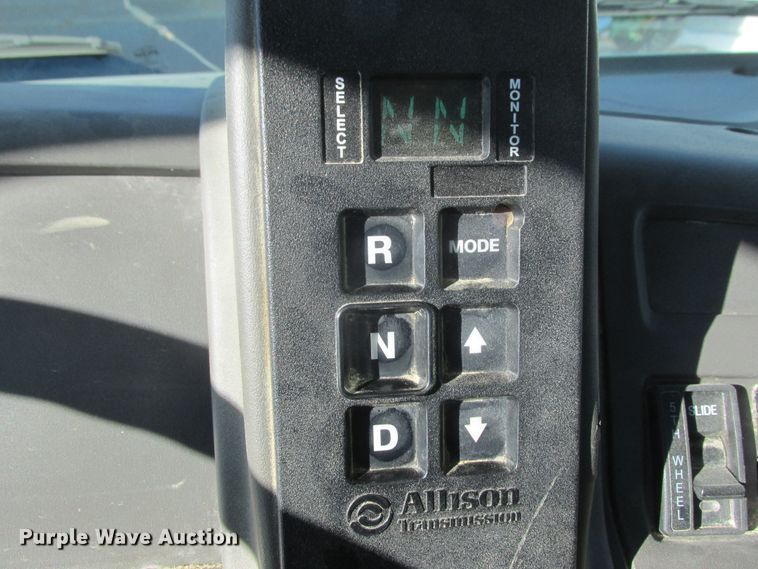 SELECT
N N
MONITOR
R
MODE
N
D
Allison
Transmission
5TH WHEEL
SLIDE
Purple Wave Auction